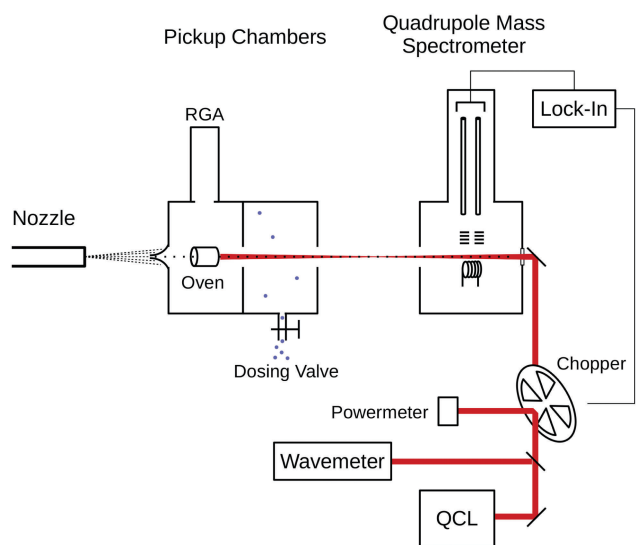 Pickup Chambers
Quadrupole Mass
Spectrometer
RGA
Lock-In
Nozzle
Oven
Dosing Valve
Chopper
Powermeter
Wavemeter
QCL